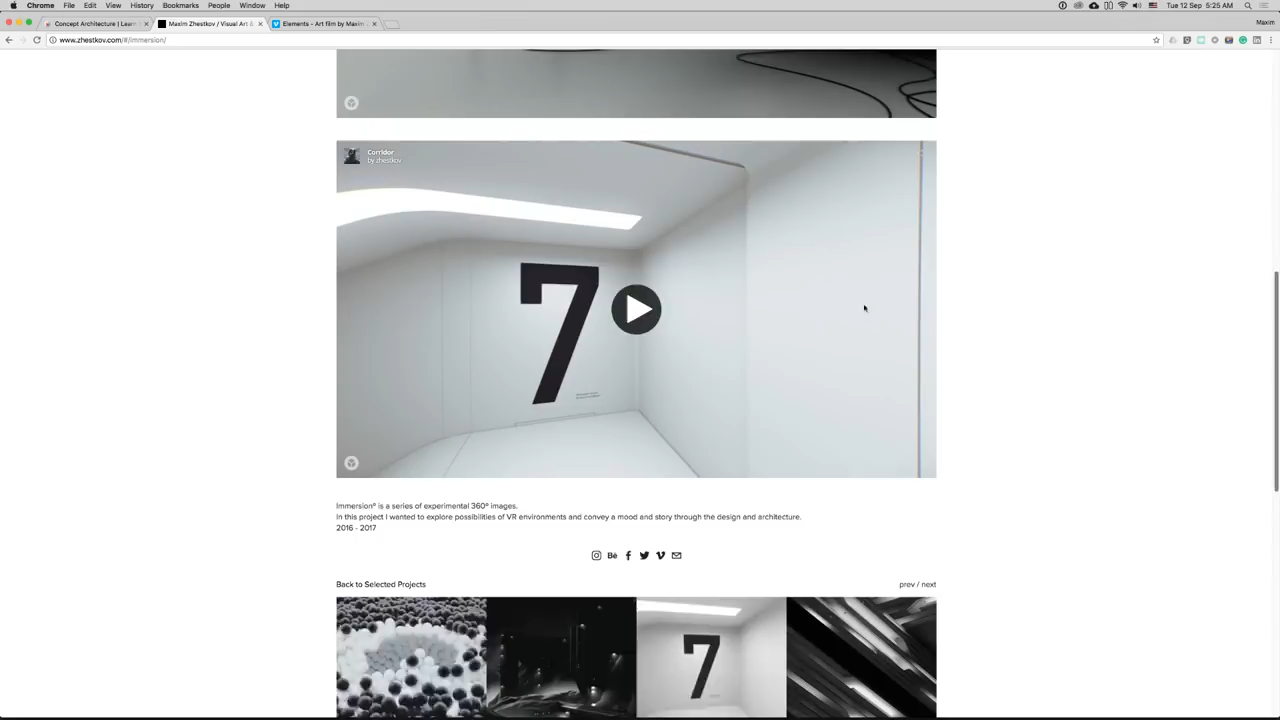 Chrome File Edit View History Bookmarks People Window Help
Tue 12 Sep 5:25 AM
Concept Architecture | Learn
Maxim Zhestkov / Visual Art &
Elements - Art film by Maxim
Maxim
www.zhestkov.com/#/immersion/
Corridor
by zhestkov
7
Immersion° is a series of experimental 360° images.
In this project I wanted to explore possibilities of VR environments and convey a mood and story through the design and architecture.
2016 - 2017
Bē
Back to Selected Projects
prev / next
7